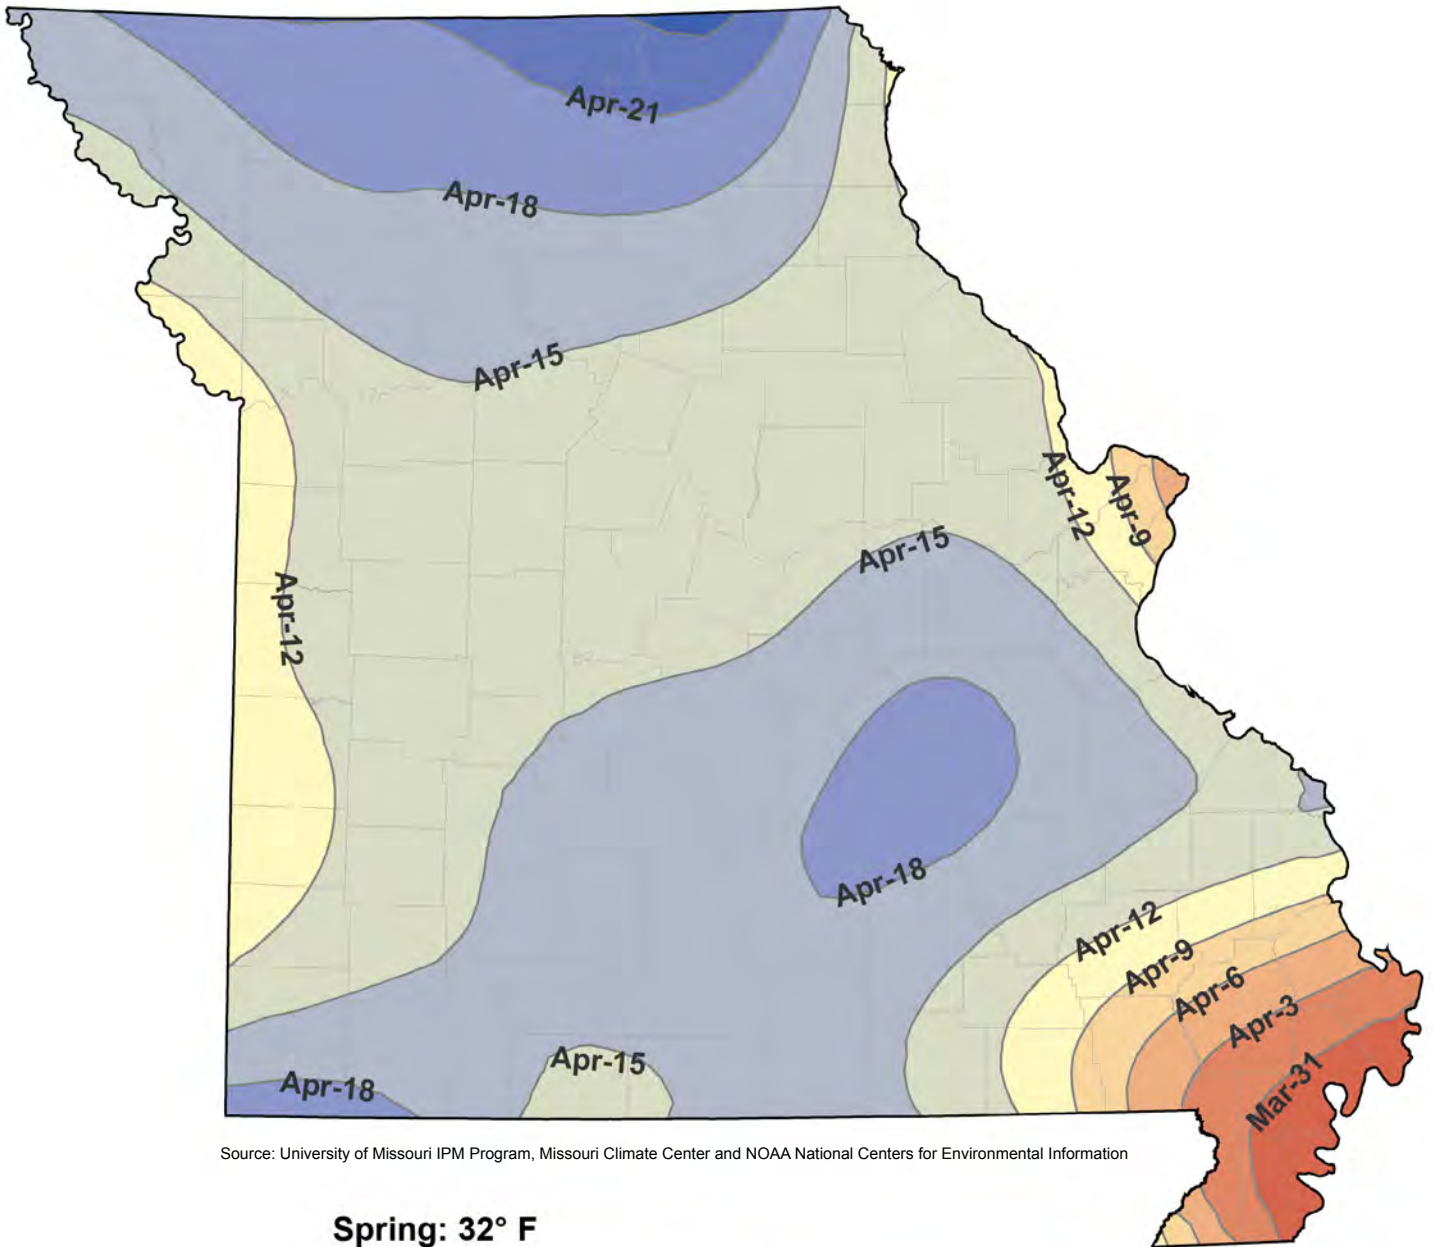 Apr-21
Apr-18
Apr-15
Apr-12
Apr-9
Apr-15
Apr-12
Apr-18
Apr-12
Apr-9
Apr-6
Apr-3
Apr-15
Apr-18
Mar-31
Source: University of Missouri IPM Program, Missouri Climate Center and NOAA National Centers for Environmental Information
Spring: 32° F